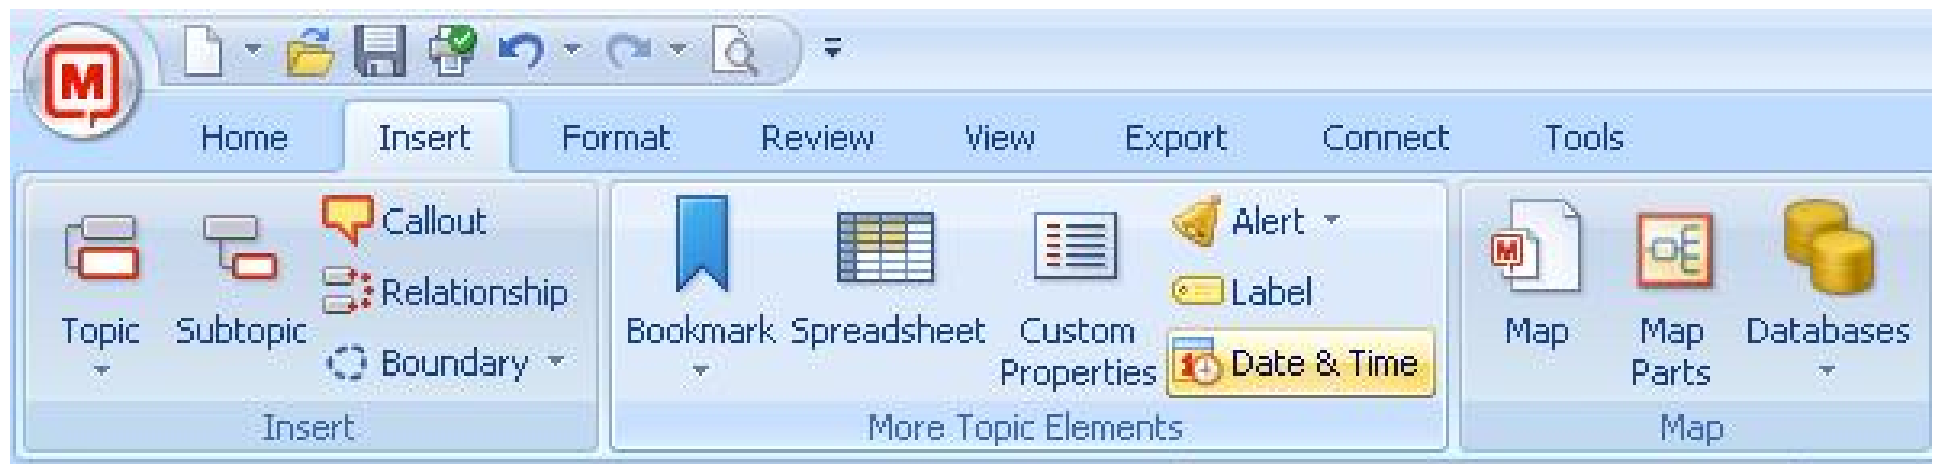 M
Home Insert Format Review View Export Connect Tools
Topic
Subtopic
Callout
Relationship
Boundary
Insert
Bookmark
Spreadsheet
Custom
Properties
Alert
Label
1
Date & Time
More Topic Elements
M
Map
Map
Parts
Databases
Map